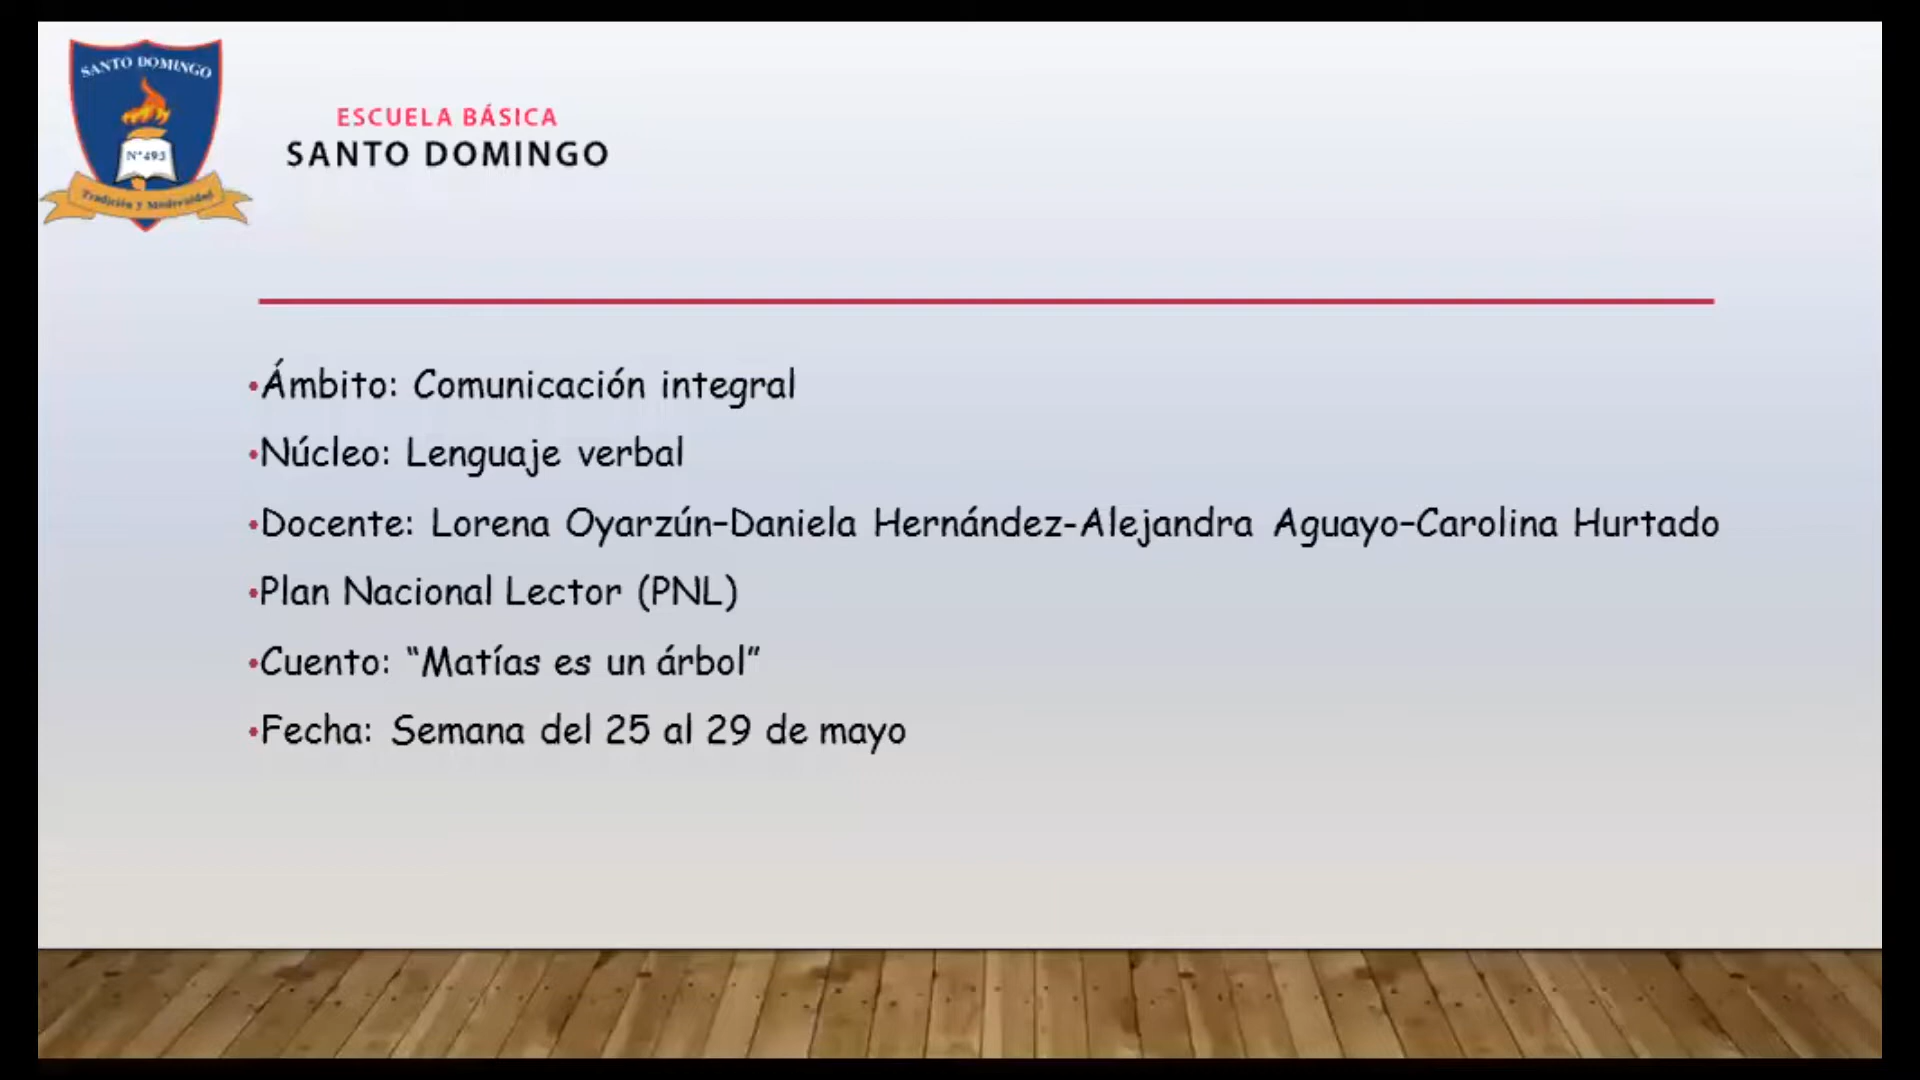 SANTO DOMINGO
N°493
Tradición y Modernidad
ESCUELA BÁSICA
SANTO DOMINGO
•Ámbito: Comunicación integral
•Núcleo: Lenguaje verbal
•Docente: Lorena Oyarzún–Daniela Hernández-Alejandra Aguayo–Carolina Hurtado
•Plan Nacional Lector (PNL)
•Cuento: “Matías es un árbol”
•Fecha: Semana del 25 al 29 de mayo